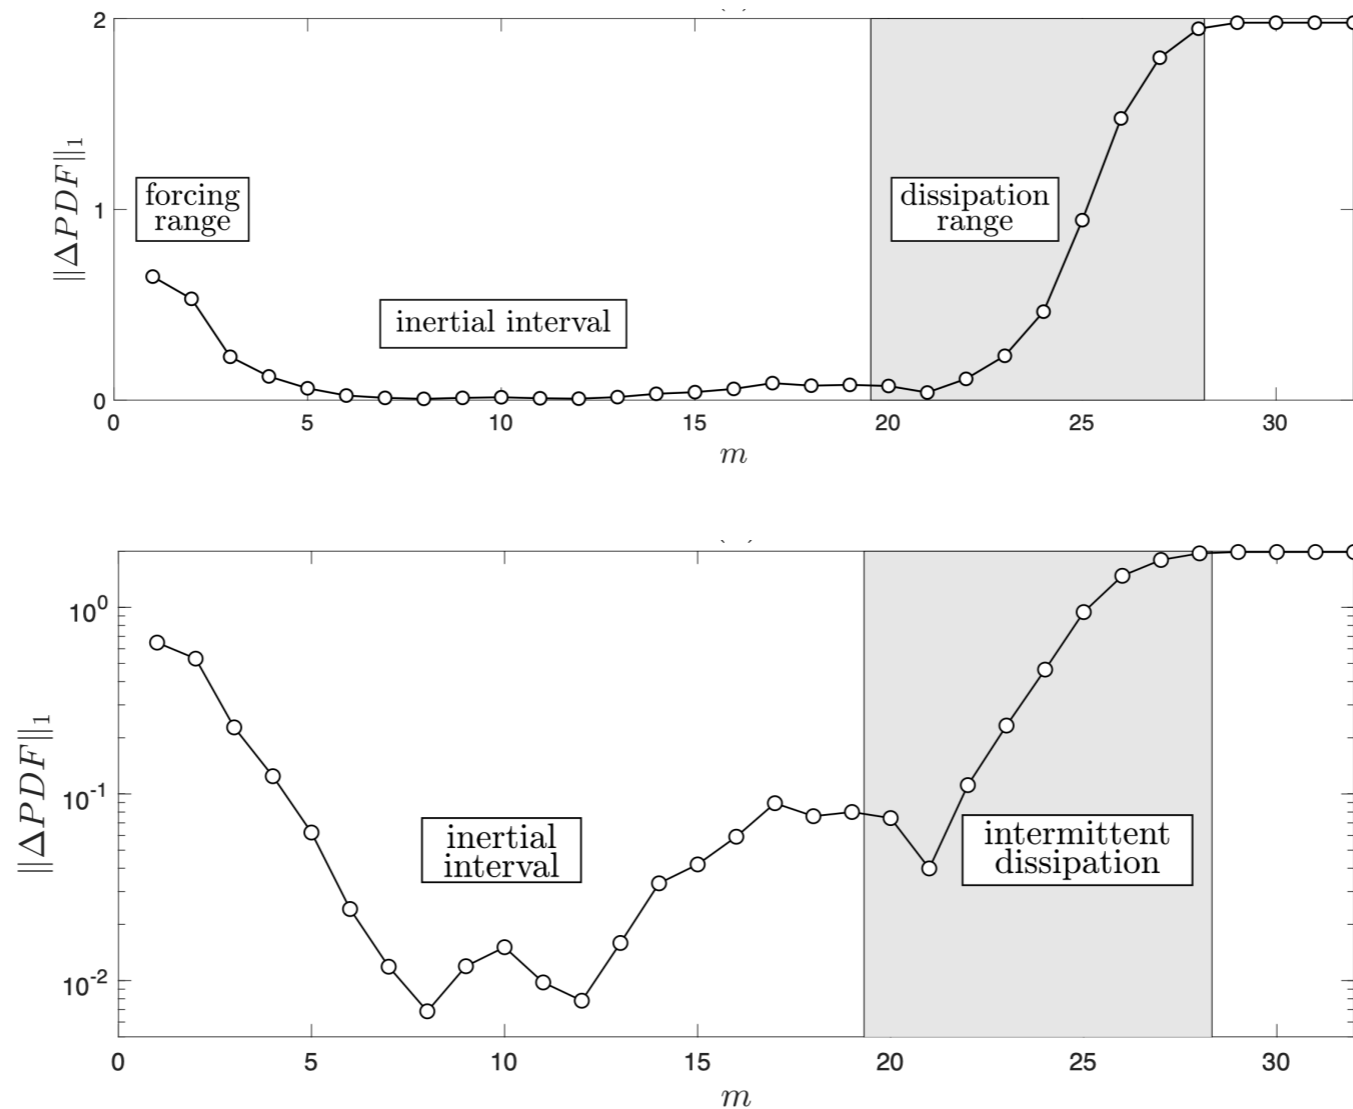 2
1
0
‖ΔPDF‖₁
forcing
range
inertial interval
dissipation
range
0 5 10 15 20 25 30
m
10⁰
10⁻¹
10⁻²
‖ΔPDF‖₁
inertial
interval
intermittent
dissipation
0 5 10 15 20 25 30
m